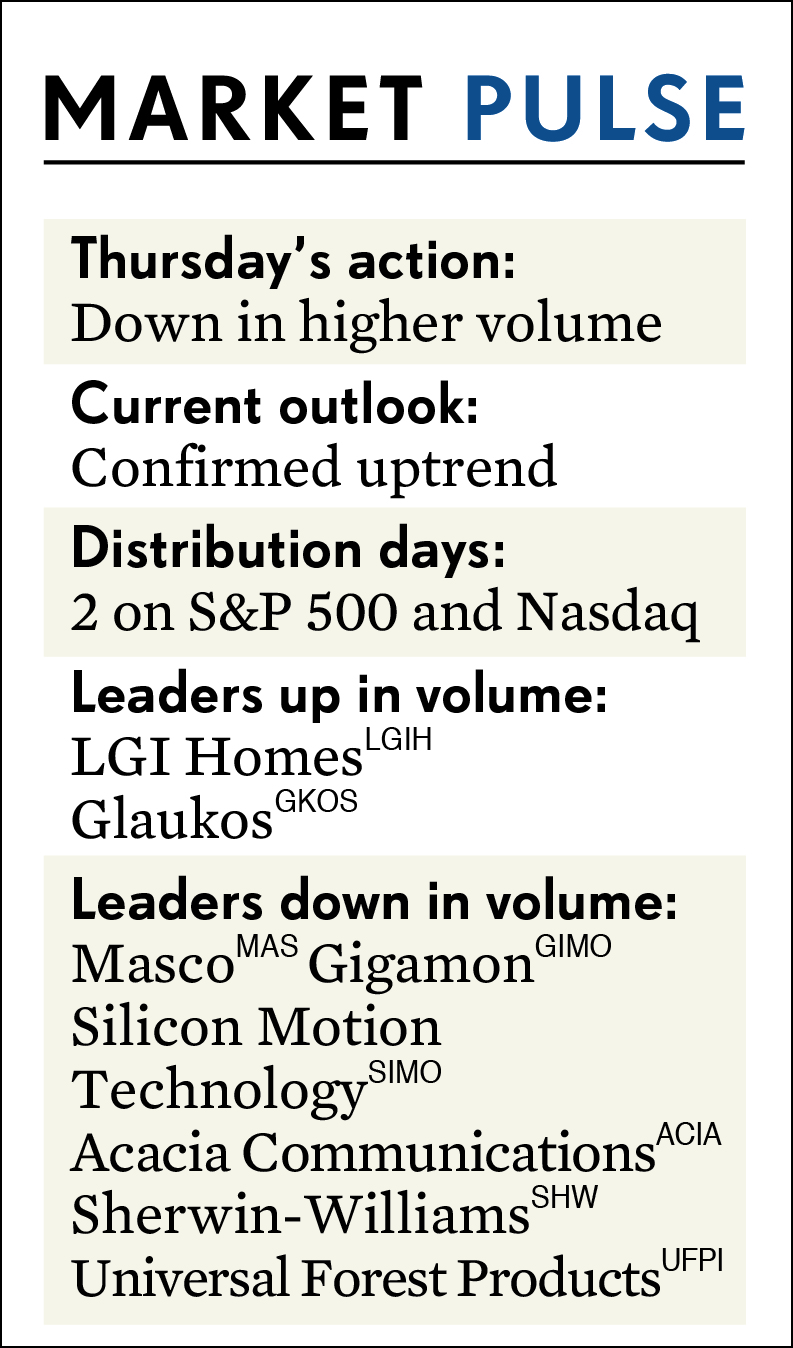 MARKET PULSE
Thursday’s action:
Down in higher volume
Current outlook:
Confirmed uptrend
Distribution days:
2 on S&P 500 and Nasdaq
Leaders up in volume:
LGI Homes LGIH
Glaukos GKOS
Leaders down in volume:
Masco MAS Gigamon GIMO
Silicon Motion
Technology SIMO
Acacia Communications ACIA
Sherwin-Williams SHW
Universal Forest Products UFPI